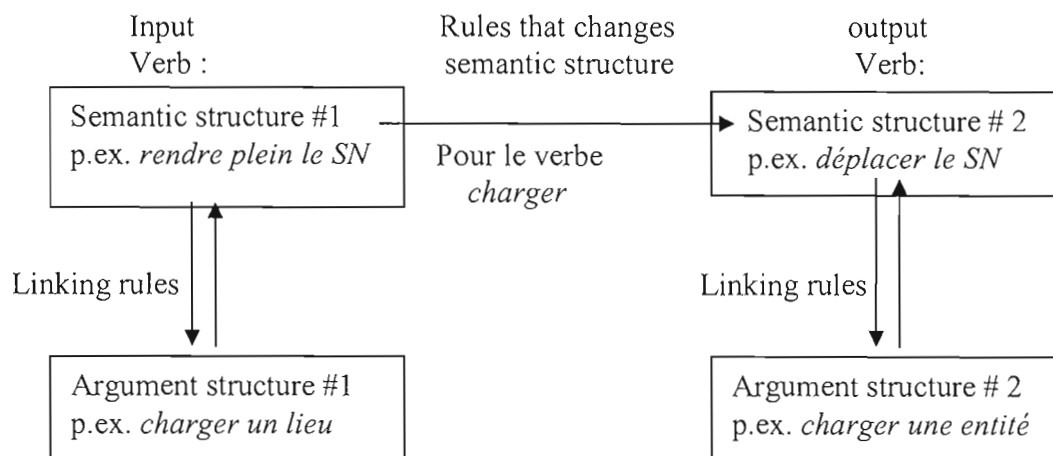 Input
Verb :
Rules that changes
semantic structure
output
Verb:
Semantic structure #1
p.ex. rendre plein le SN
Pour le verbe
charger
Semantic structure # 2
p.ex. déplacer le SN
Linking rules
Linking rules
Argument structure #1
p.ex. charger un lieu
Argument structure # 2
p.ex. charger une entité